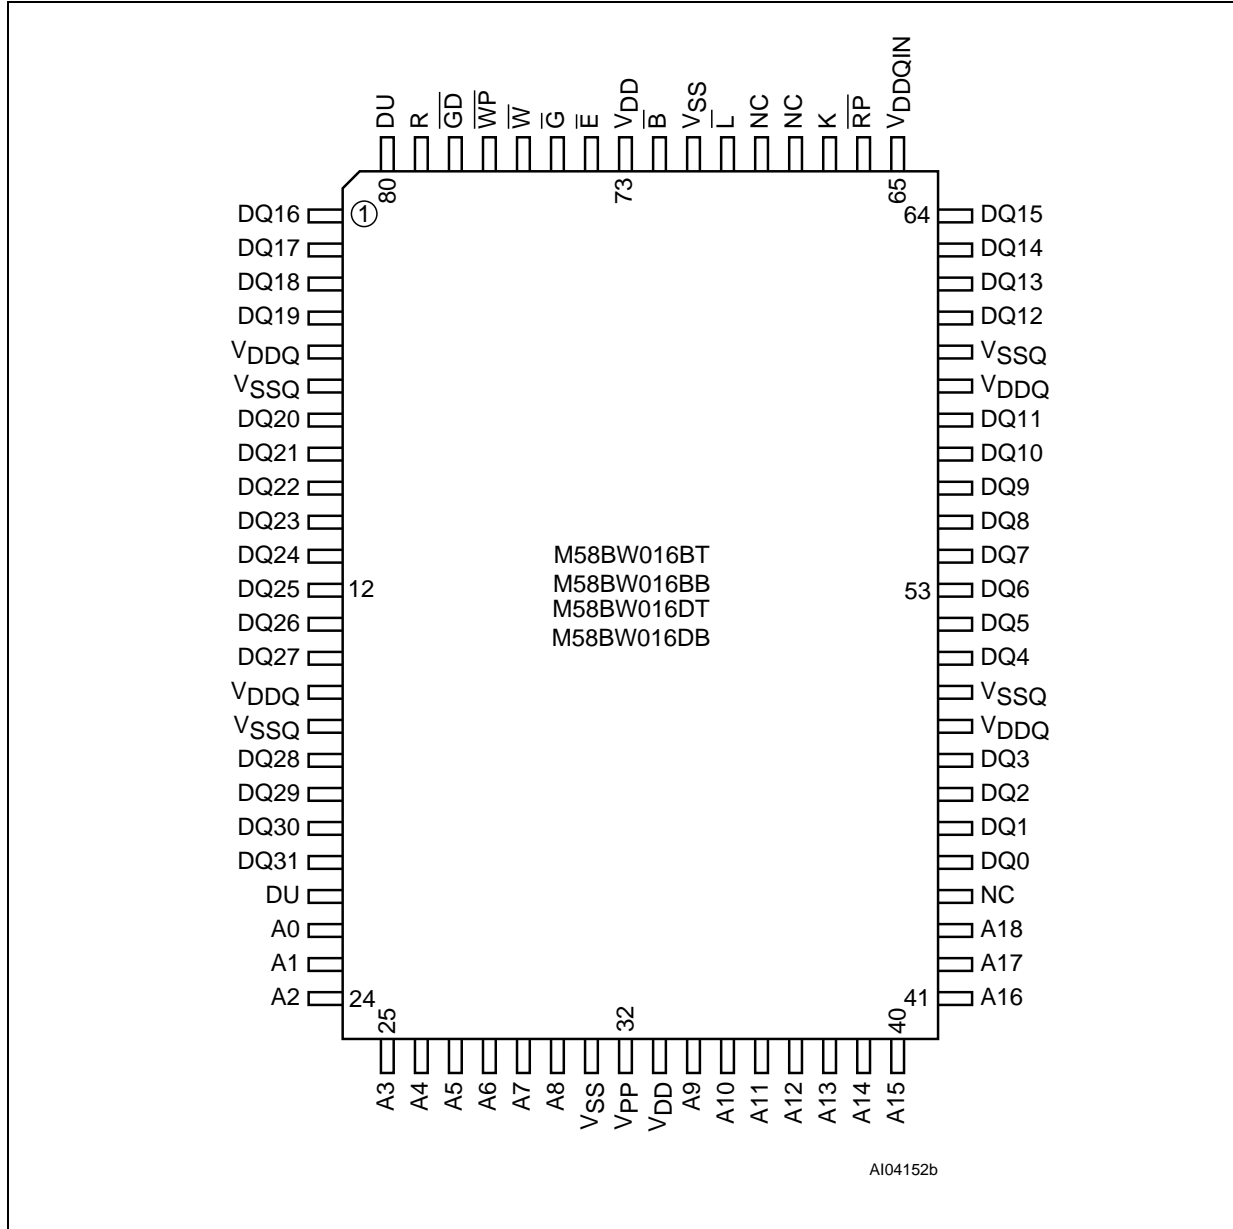 DU R G̅D̅ W̅P̅ W̅ G̅ E̅ VDD B̅ VSS L̅ NC NC K R̅P̅ VDDQIN
80 73 65
DQ16 ① 64 DQ15
DQ17 DQ14
DQ18 DQ13
DQ19 DQ12
VDDQ VSSQ
VSSQ VDDQ
DQ20 DQ11
DQ21 DQ10
DQ22 DQ9
DQ23 DQ8
DQ24 M58BW016BT DQ7
DQ25 12 M58BW016BB 53 DQ6
M58BW016DT
DQ26 DQ5
M58BW016DB
DQ27 DQ4
VDDQ VSSQ
VSSQ VDDQ
DQ28 DQ3
DQ29 DQ2
DQ30 DQ1
DQ31 DQ0
DU NC
A0 A18
A1 A17
A2 24 41 A16
25 32 40
A3 A4 A5 A6 A7 A8 VSS VPP VDD A9 A10 A11 A12 A13 A14 A15
AI04152b